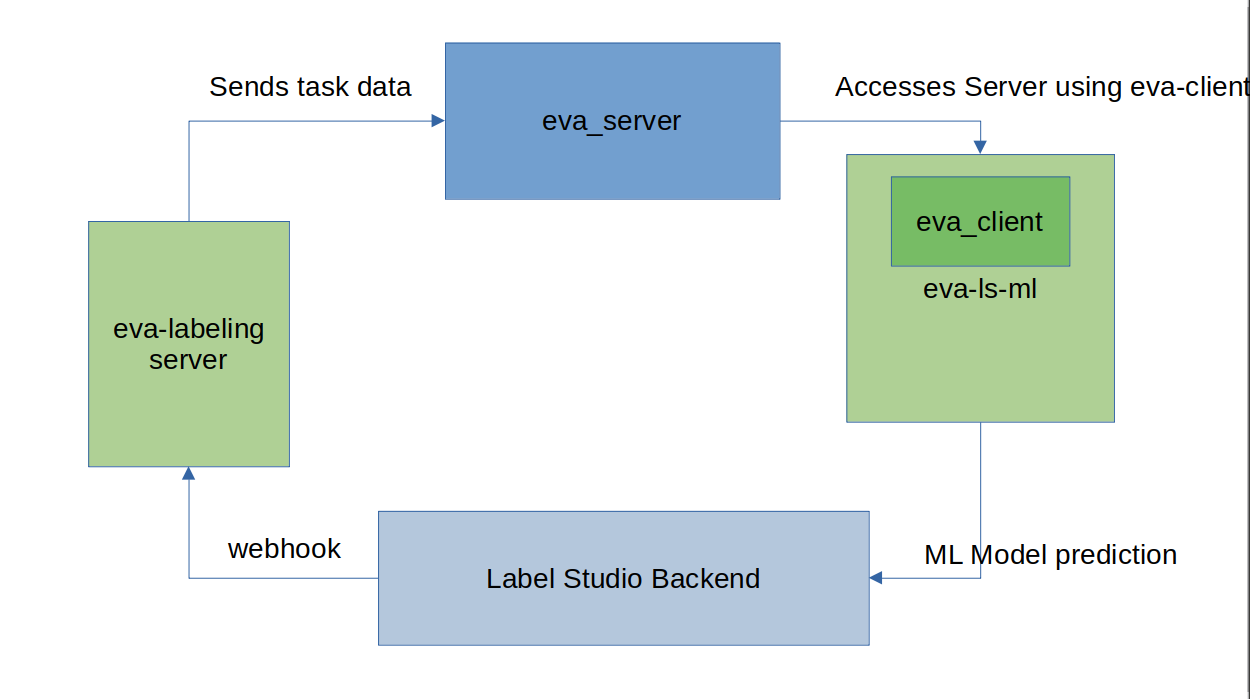 Sends task data
eva_server
Accesses Server using eva-client
eva_client
eva-ls-ml
eva-labeling
server
webhook
Label Studio Backend
ML Model prediction